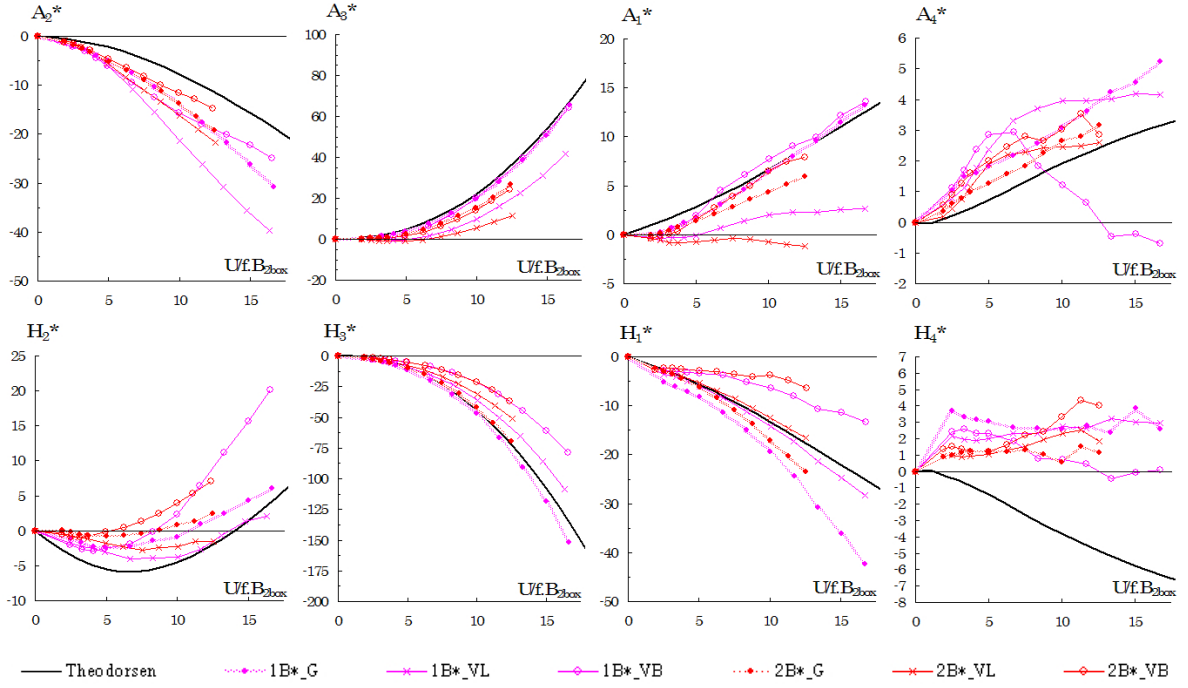 A2* A3* A1* A4*
0 -10 -20 -30 -40 -50
100 80 60 40 20 0 -20
20 15 10 5 0 -5
6 5 4 3 2 1 0 -1 -2
U/f.B2box U/f.B2box U/f.B2box U/f.B2box
0 5 10 15 0 5 10 15 0 5 10 15 0 5 10 15
H2* H3* H1* H4*
25 20 15 10 5 0 -5 -10
0 -25 -50 -75 -100 -125 -150 -175 -200
0 -10 -20 -30 -40 -50
7 6 5 4 3 2 1 0 -1 -2 -3 -4 -5 -6 -7 -8
U/f.B2box U/f.B2box U/f.B2box U/f.B2box
0 5 10 15 0 5 10 15 0 5 10 15 0 5 10 15
Theodorsen 1B*_G 1B*_VL 1B*_VB 2B*_G 2B*_VL 2B*_VB